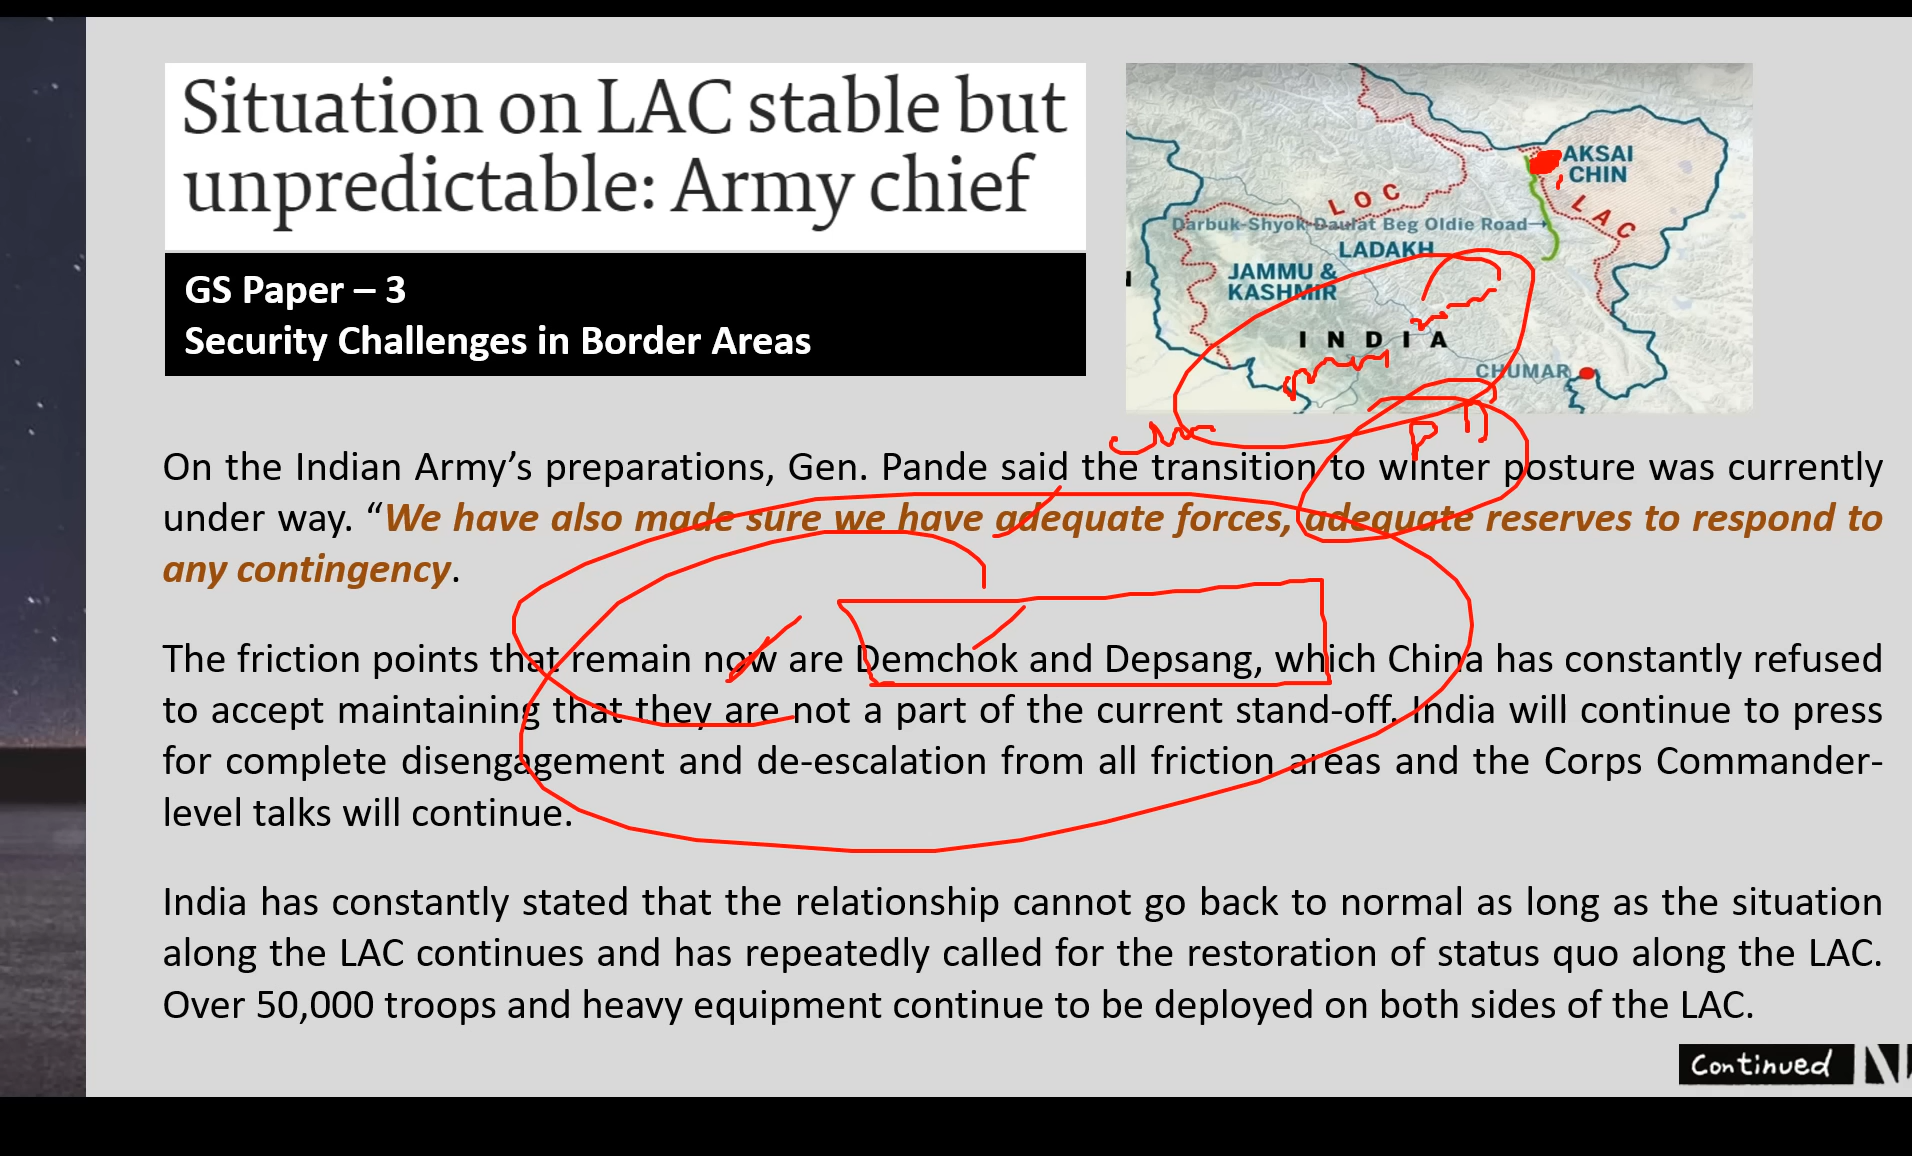 Situation on LAC stable but
unpredictable: Army chief
GS Paper – 3
Security Challenges in Border Areas
AKSAI
CHIN
LOC
LAC
Darbuk-Shyok-Daulat Beg Oldie Road→
LADAKH
JAMMU &
KASHMIR
INDIA
CHUMAR
On the Indian Army’s preparations, Gen. Pande said the transition to winter posture was currently
under way. “We have also made sure we have adequate forces, adequate reserves to respond to
any contingency.
The friction points that remain now are Demchok and Depsang, which China has constantly refused
to accept maintaining that they are not a part of the current stand-off. India will continue to press
for complete disengagement and de-escalation from all friction areas and the Corps Commander-
level talks will continue.
India has constantly stated that the relationship cannot go back to normal as long as the situation
along the LAC continues and has repeatedly called for the restoration of status quo along the LAC.
Over 50,000 troops and heavy equipment continue to be deployed on both sides of the LAC.
Continued